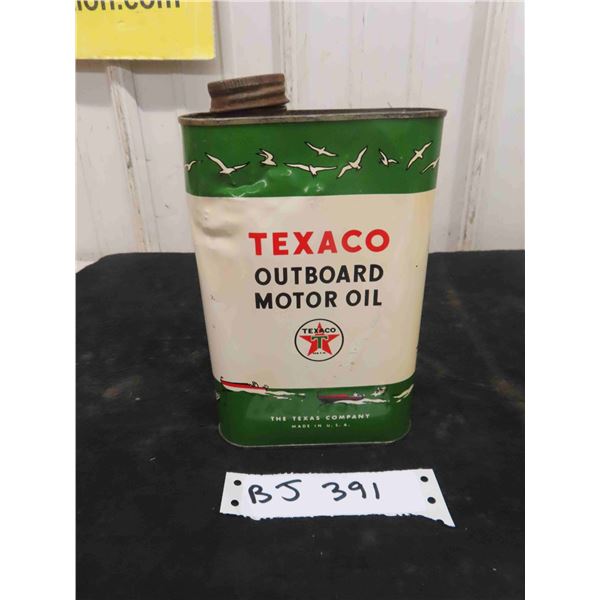 TEXACO
OUTBOARD
MOTOR OIL
TEXACO
T
THE TEXAS COMPANY
MADE IN U. S. A.
BJ 391